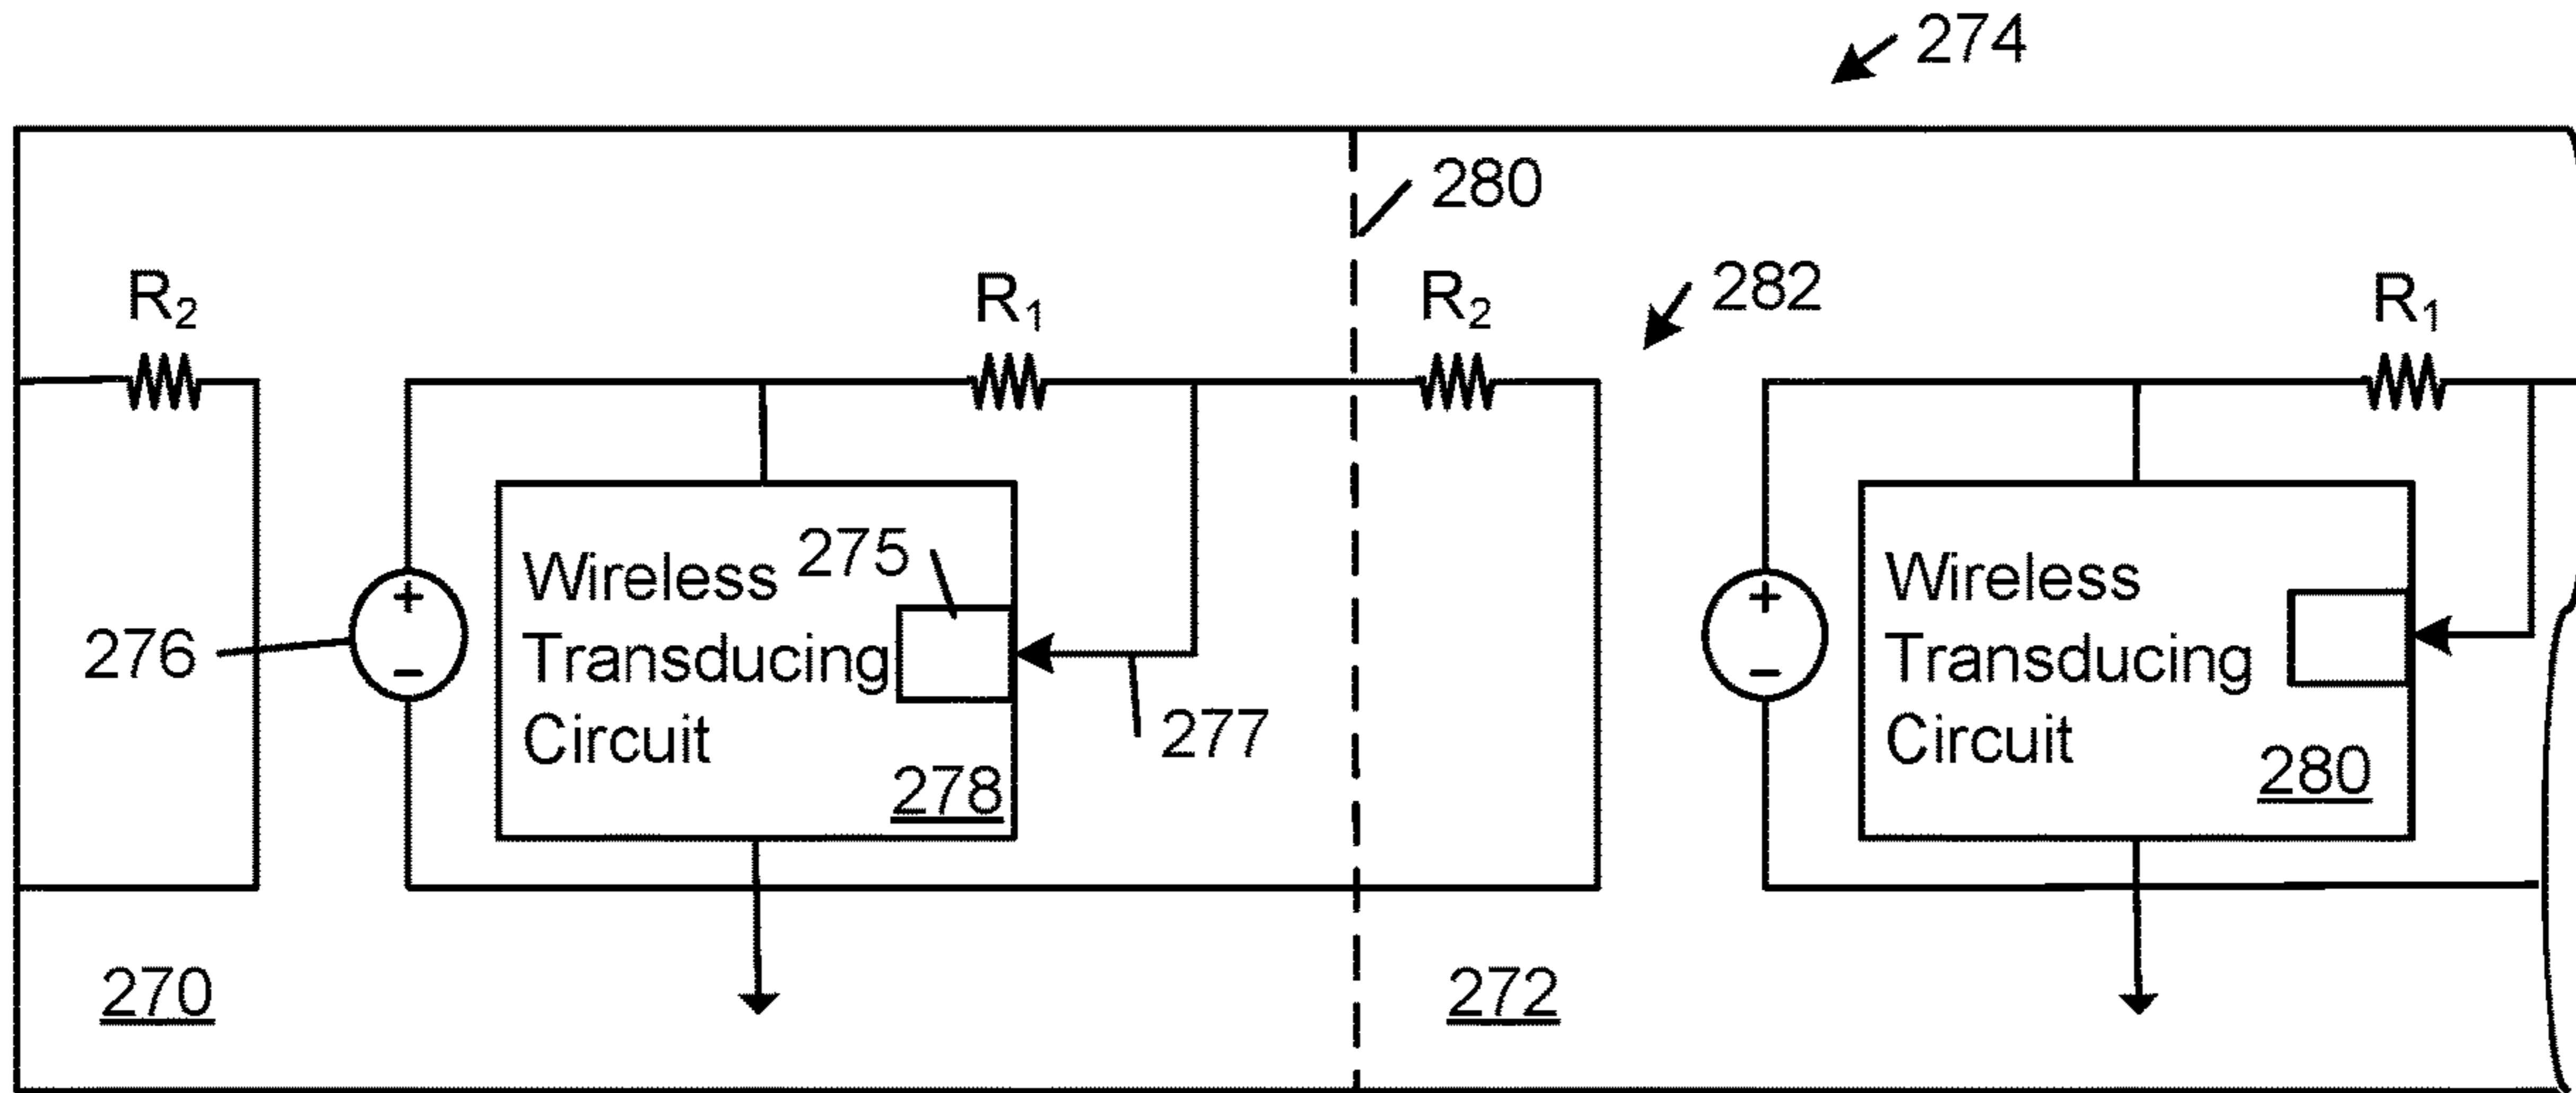 274
280
R2 R1 R2 282 R1
Wireless 275
Transducing
Circuit
278
276
277
Wireless
Transducing
Circuit
280
270 272
+
−
+
−